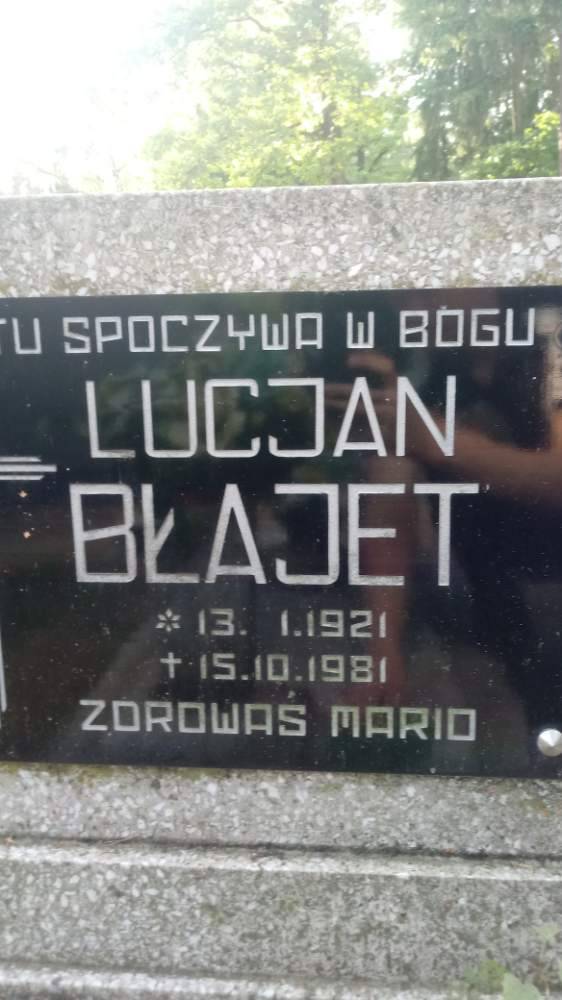 TU SPOCZYWA W BOGU
LUCJAN
BŁAJET
* 13. 1.1921
† 15.10.1981
ZDROWAŚ MARIO